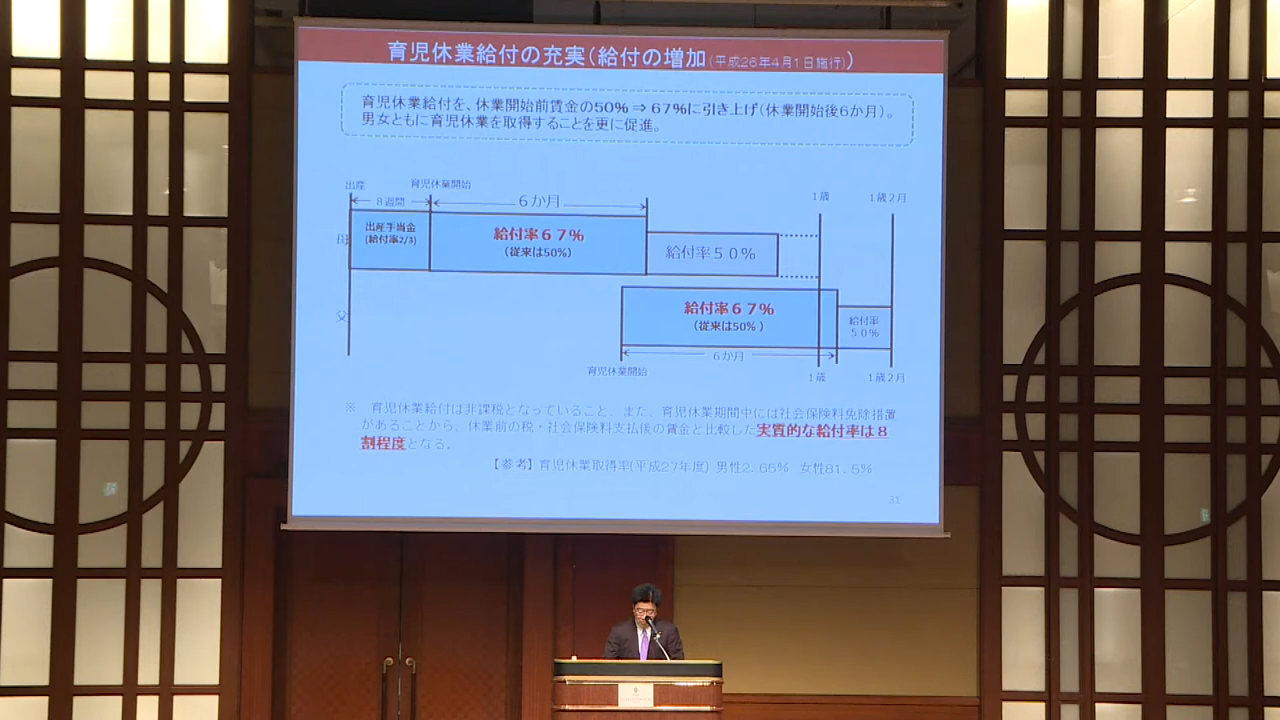 育児休業給付の充実(給付の増加(平成26年4月1日施行))
育児休業給付を、休業開始前賃金の50% ⇒ 67%に引き上げ(休業開始後6か月)。
男女ともに育児休業を取得することを更に促進。
出産
育児休業開始
8週間
6か月
1歳
1歳2月
母
出産手当金
(給付率2/3)
給付率67%
(従来は50%)
給付率50%
父
給付率67%
(従来は50%)
給付率
50%
6か月
育児休業開始
1歳
1歳2月
※ 育児休業給付は非課税となっていること、また、育児休業期間中には社会保険料免除措置
があることから、休業前の税・社会保険料支払後の賃金と比較した実質的な給付率は8
割程度となる。
【参考】育児休業取得率(平成27年度) 男性2.65% 女性81.5%
31